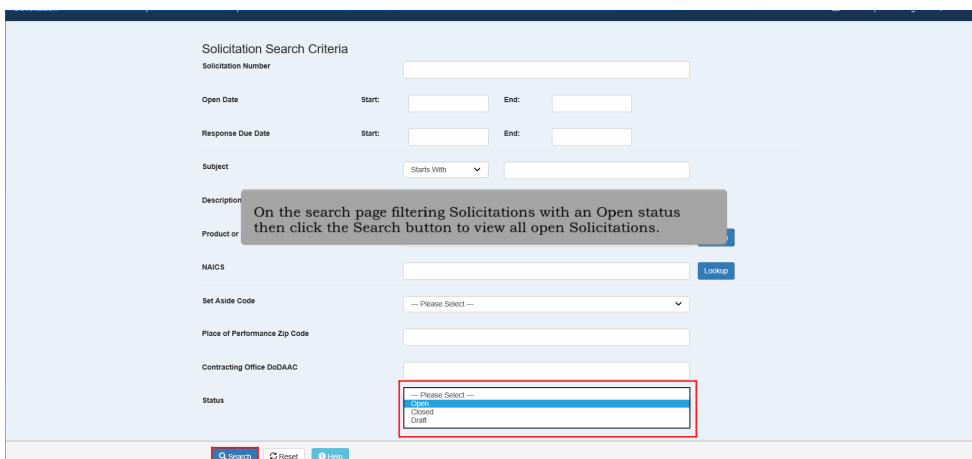 Solicitation Search Criteria
Solicitation Number
Open Date Start: End:
Response Due Date Start: End:
Subject Starts With
Description
On the search page filtering Solicitations with an Open status
then click the Search button to view all open Solicitations.
Product or
NAICS Lookup
Set Aside Code --- Please Select ---
Place of Performance Zip Code
Contracting Office DoDAAC
Status
--- Please Select ---
Open
Closed
Draft
Search Reset Help